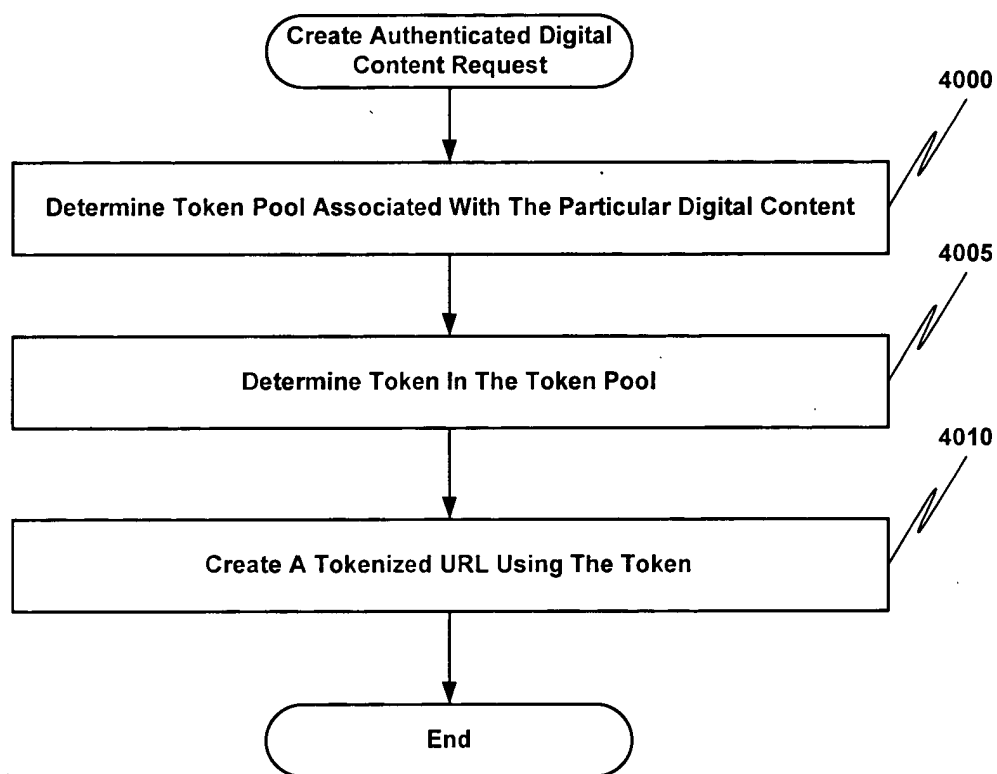 Create Authenticated Digital
Content Request
4000
Determine Token Pool Associated With The Particular Digital Content
4005
Determine Token In The Token Pool
4010
Create A Tokenized URL Using The Token
End